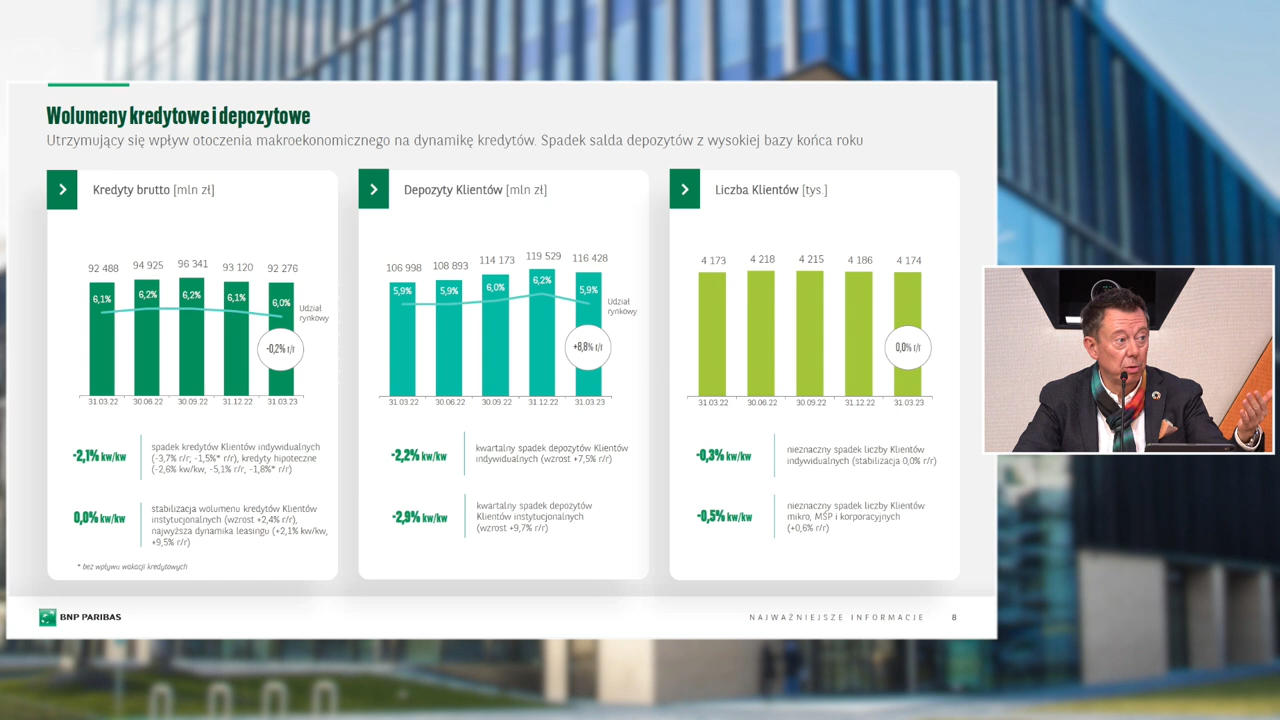 Wolumeny kredytowe i depozytowe
Utrzymujący się wpływ otoczenia makroekonomicznego na dynamikę kredytów. Spadek salda depozytów z wysokiej bazy końca roku
Kredyty brutto [mln zł]
92 488 94 925 96 341 93 120 92 276
6,1% 6,2% 6,2% 6,1% 6,0%
Udział
rynkowy
-0,2% r/r
31.03.22 30.06.22 30.09.22 31.12.22 31.03.23
-2,1% kw/kw
spadek kredytów Klientów indywidualnych
(-3,7% r/r, -1,5%* r/r), kredyty hipoteczne
(-2,6% kw/kw, -5,1% r/r, -1,8%* r/r)
0,0% kw/kw
stabilizacja wolumenu kredytów Klientów
instytucjonalnych (wzrost +2,4% r/r),
najwyższa dynamika leasingu (+2,1% kw/kw,
+9,5% r/r)
* bez wpływu wakacji kredytowych
Depozyty Klientów [mln zł]
106 998 108 893 114 173 119 529 116 428
5,9% 5,9% 6,0% 6,2% 5,9%
Udział
rynkowy
+8,8% r/r
31.03.22 30.06.22 30.09.22 31.12.22 31.03.23
-2,2% kw/kw
kwartalny spadek depozytów Klientów
indywidualnych (wzrost +7,5% r/r)
-2,9% kw/kw
kwartalny spadek depozytów
Klientów instytucjonalnych
(wzrost +9,7% r/r)
Liczba Klientów [tys.]
4 173 4 218 4 215 4 186 4 174
0,0% r/r
31.03.22 30.06.22 30.09.22 31.12.22 31.03.23
-0,3% kw/kw
nieznaczny spadek liczby Klientów
indywidualnych (stabilizacja 0,0% r/r)
-0,5% kw/kw
nieznaczny spadek liczby Klientów
mikro, MŚP i korporacyjnych
(+0,6% r/r)
BNP PARIBAS
NAJWAŻNIEJSZE INFORMACJE 8